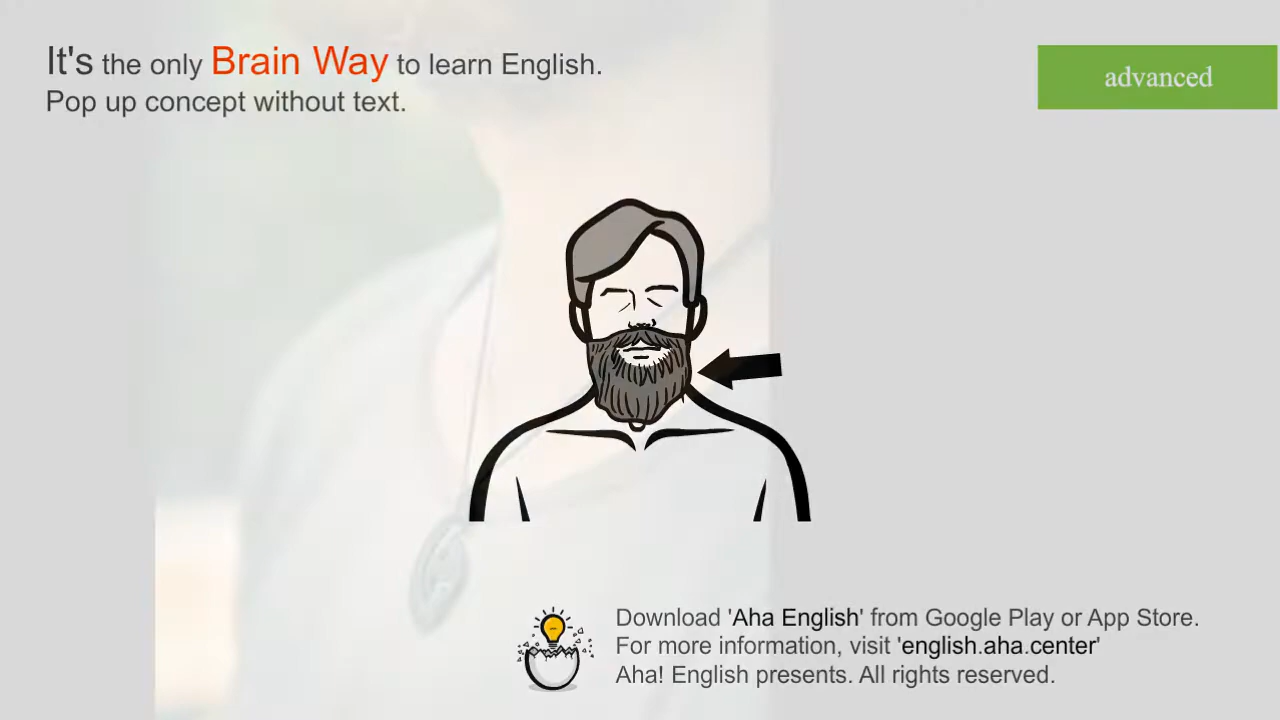 It's the only Brain Way to learn English.
Pop up concept without text.
advanced
Download 'Aha English' from Google Play or App Store.
For more information, visit 'english.aha.center'
Aha! English presents. All rights reserved.